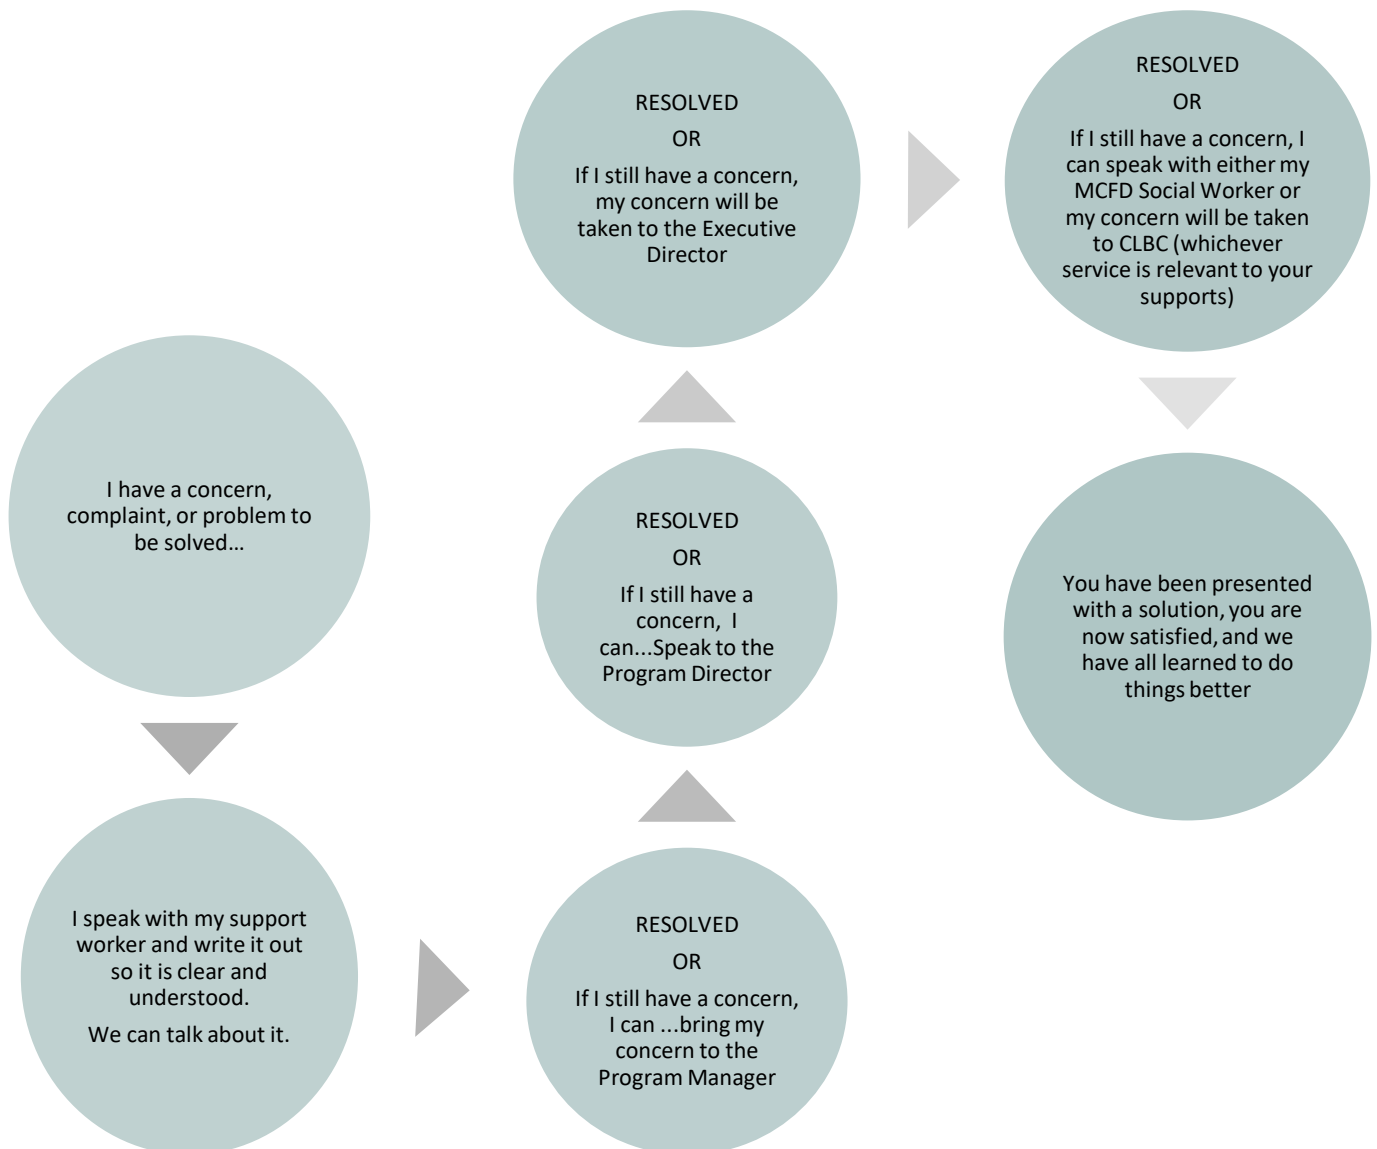 I have a concern,
complaint, or problem to
be solved…
I speak with my support
worker and write it out
so it is clear and
understood.
We can talk about it.
RESOLVED
OR
If I still have a concern,
I can ...bring my
concern to the
Program Manager
RESOLVED
OR
If I still have a
concern,  I
can...Speak to the
Program Director
RESOLVED
OR
If I still have a concern,
my concern will be
taken to the Executive
Director
RESOLVED
OR
If I still have a concern, I
can speak with either my
MCFD Social Worker or
my concern will be taken
to CLBC (whichever
service is relevant to your
supports)
You have been presented
with a solution, you are
now satisfied, and we
have all learned to do
things better